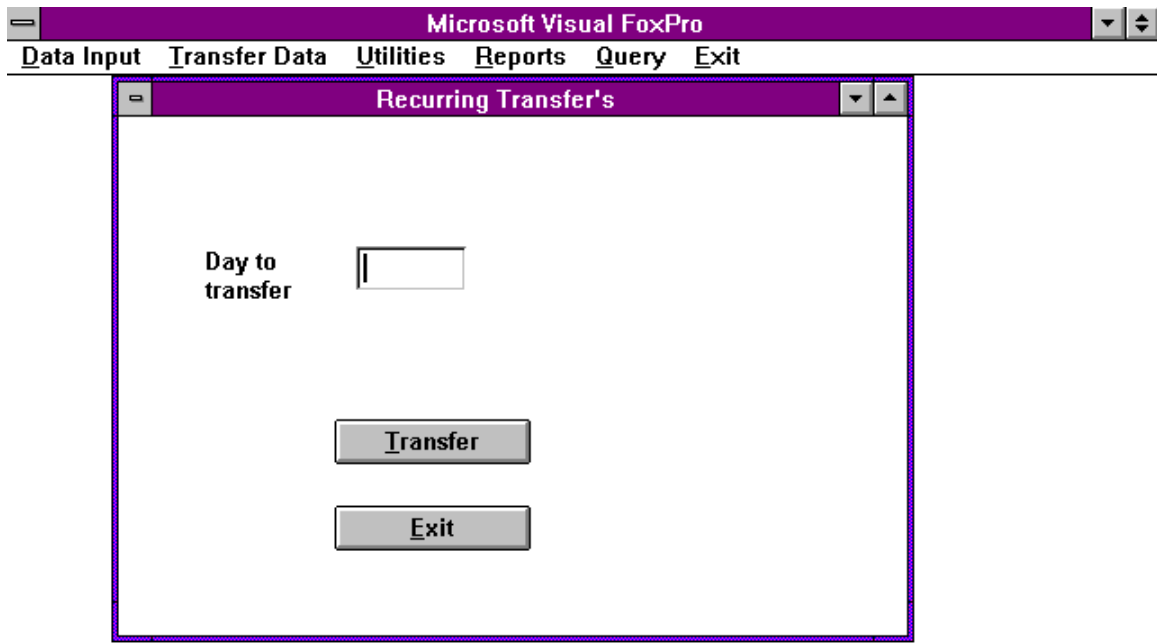 Microsoft Visual FoxPro
Data Input Transfer Data Utilities Reports Query Exit
Recurring Transfer's
Day to
transfer
Transfer
Exit